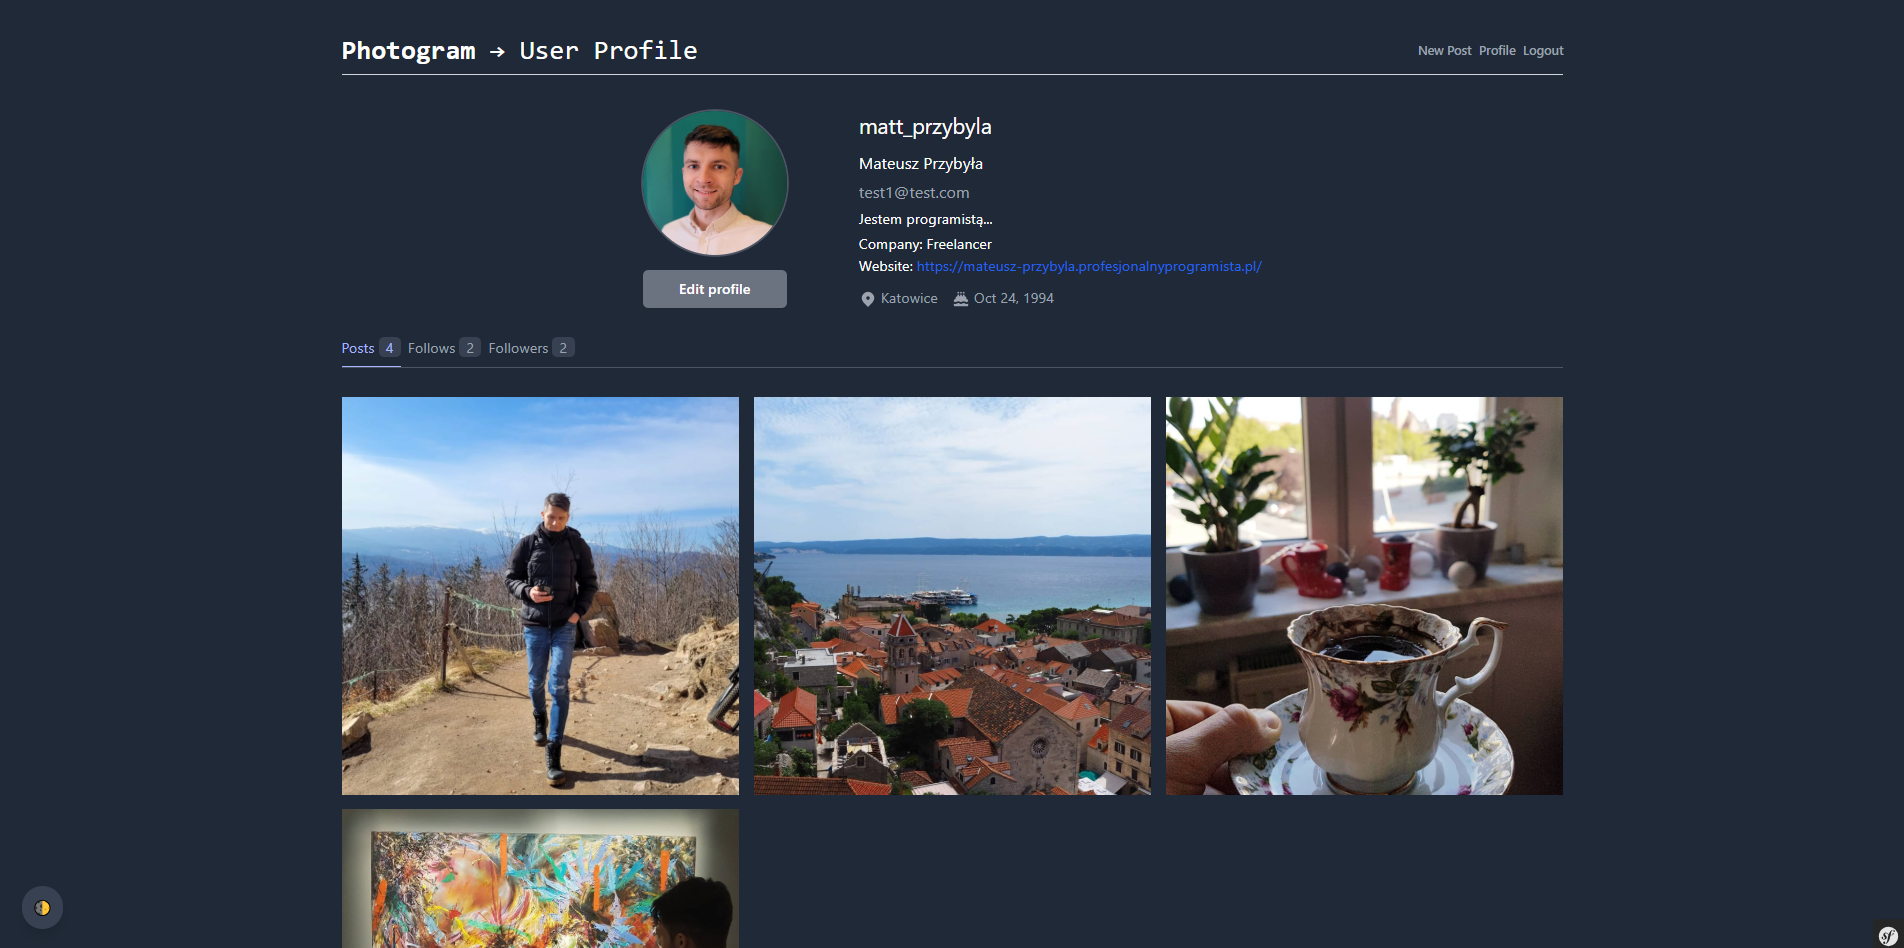 Photogram → User Profile
New Post Profile Logout
matt_przybyla
Mateusz Przybyła
test1@test.com
Jestem programistą...
Company: Freelancer
Website: https://mateusz-przybyla.profesjonalnyprogramista.pl/
Edit profile
Katowice Oct 24, 1994
Posts 4 Follows 2 Followers 2
sf